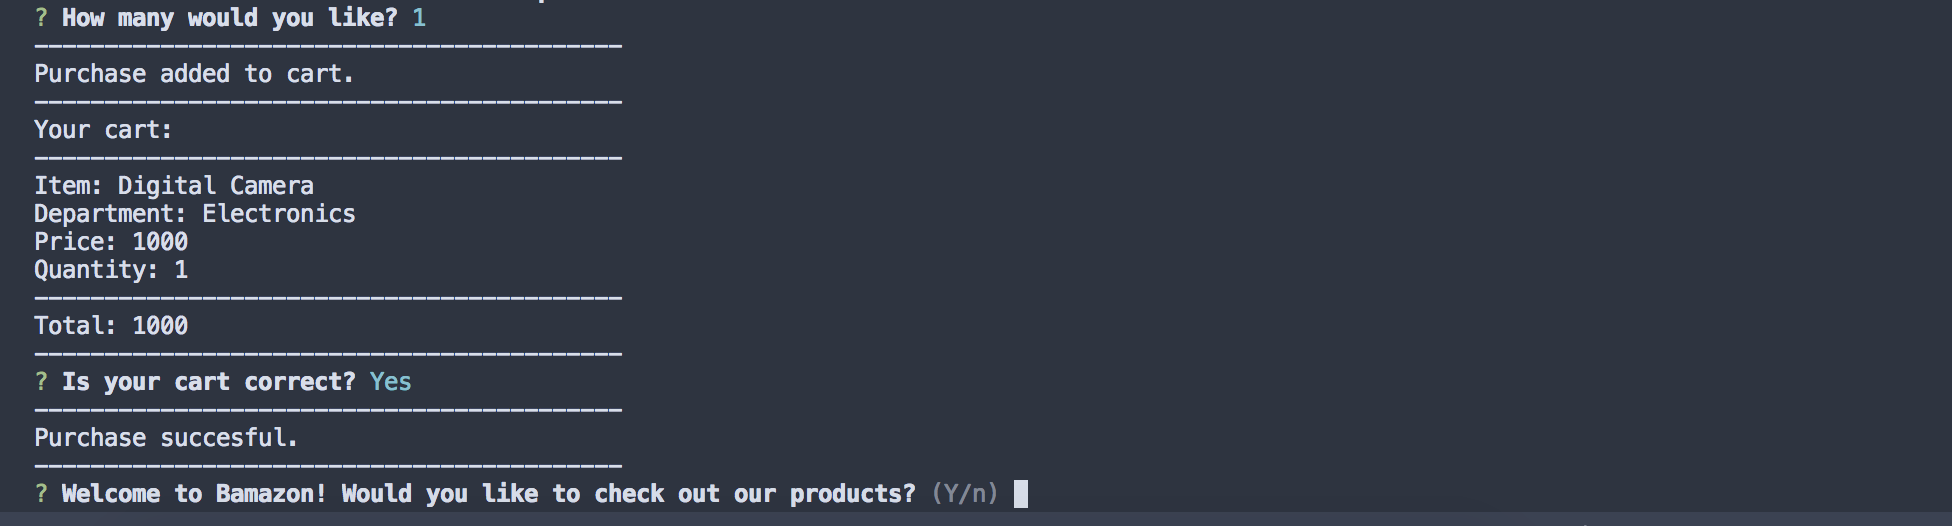 ? How many would you like? 1
------------------------------------------
Purchase added to cart.
------------------------------------------
Your cart:
------------------------------------------
Item: Digital Camera
Department: Electronics
Price: 1000
Quantity: 1
------------------------------------------
Total: 1000
------------------------------------------
? Is your cart correct? Yes
------------------------------------------
Purchase succesful.
------------------------------------------
? Welcome to Bamazon! Would you like to check out our products? (Y/n)